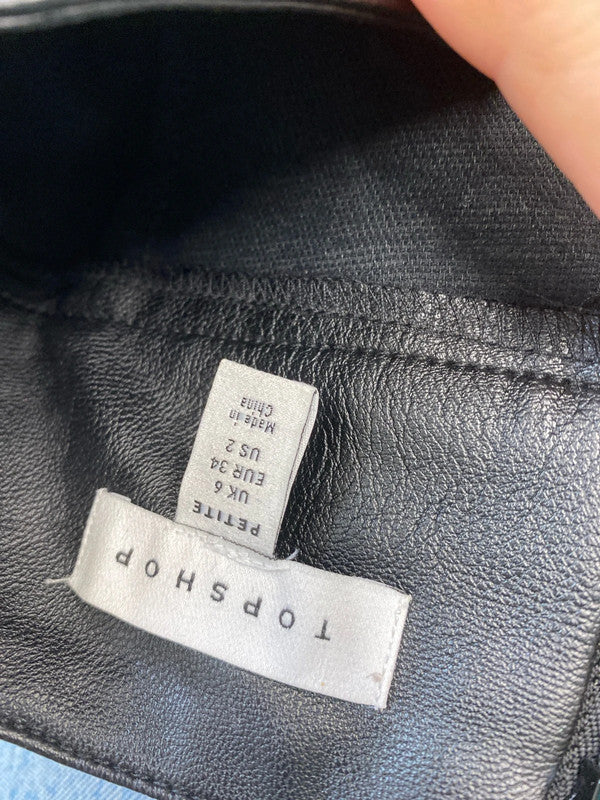 TOPSHOP
PETITE
UK 6
EUR 34
US 2
Made in
China